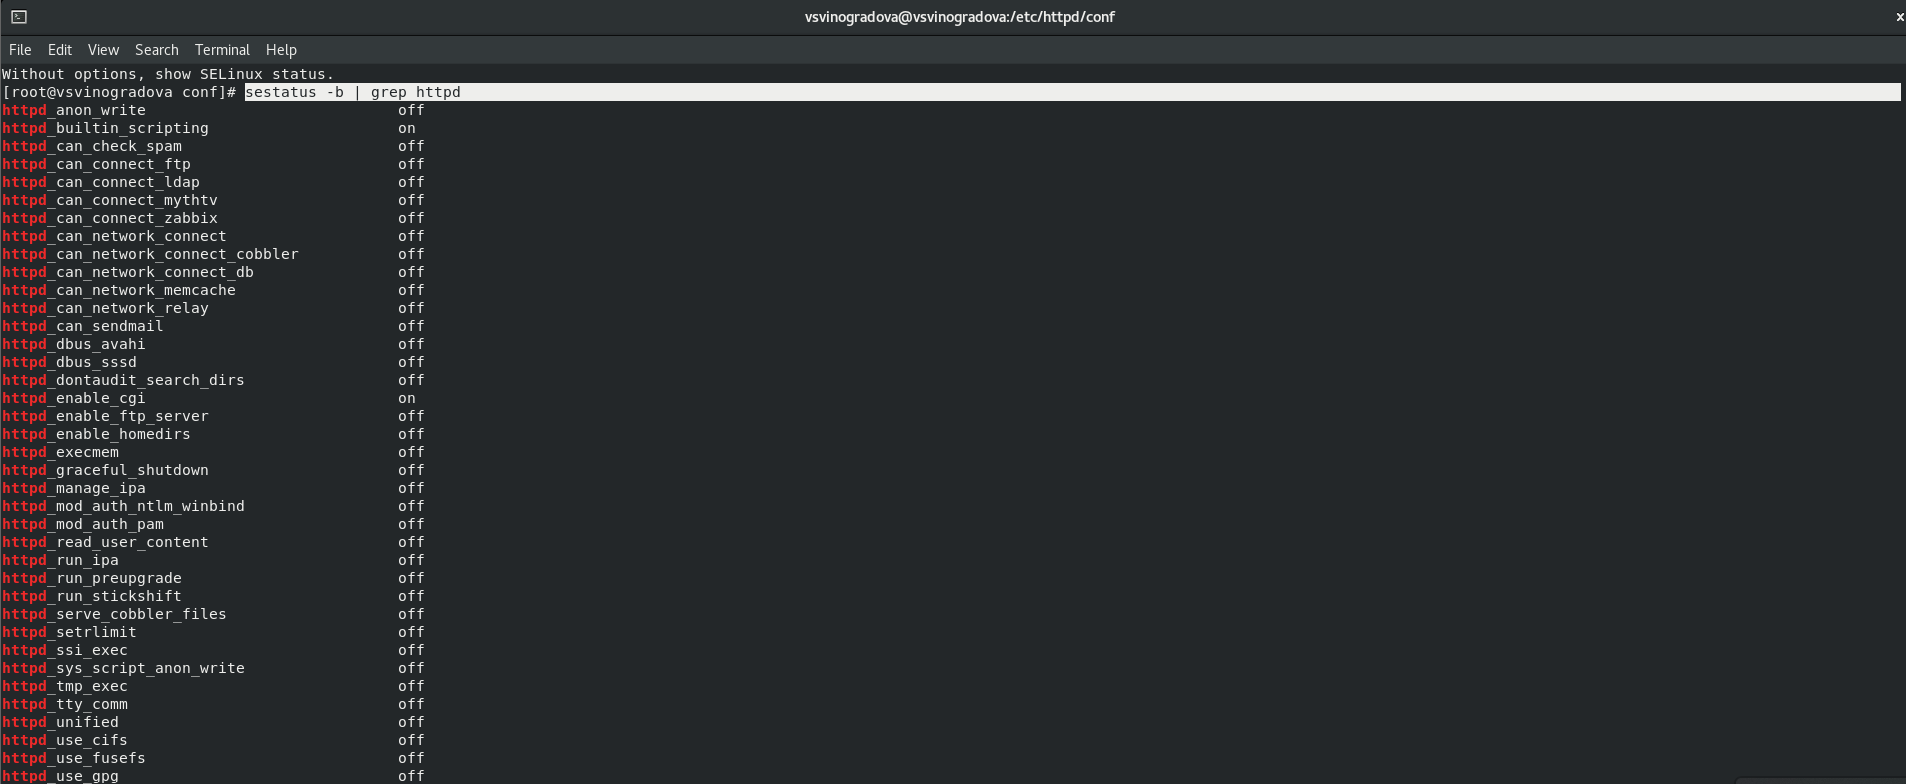 vsvinogradova@vsvinogradova:/etc/httpd/conf x
File Edit View Search Terminal Help
Without options, show SELinux status.
[root@vsvinogradova conf]# sestatus -b | grep httpd
httpd_anon_write off
httpd_builtin_scripting on
httpd_can_check_spam off
httpd_can_connect_ftp off
httpd_can_connect_ldap off
httpd_can_connect_mythtv off
httpd_can_connect_zabbix off
httpd_can_network_connect off
httpd_can_network_connect_cobbler off
httpd_can_network_connect_db off
httpd_can_network_memcache off
httpd_can_network_relay off
httpd_can_sendmail off
httpd_dbus_avahi off
httpd_dbus_sssd off
httpd_dontaudit_search_dirs off
httpd_enable_cgi on
httpd_enable_ftp_server off
httpd_enable_homedirs off
httpd_execmem off
httpd_graceful_shutdown off
httpd_manage_ipa off
httpd_mod_auth_ntlm_winbind off
httpd_mod_auth_pam off
httpd_read_user_content off
httpd_run_ipa off
httpd_run_preupgrade off
httpd_run_stickshift off
httpd_serve_cobbler_files off
httpd_setrlimit off
httpd_ssi_exec off
httpd_sys_script_anon_write off
httpd_tmp_exec off
httpd_tty_comm off
httpd_unified off
httpd_use_cifs off
httpd_use_fusefs off
httpd_use_gpg off